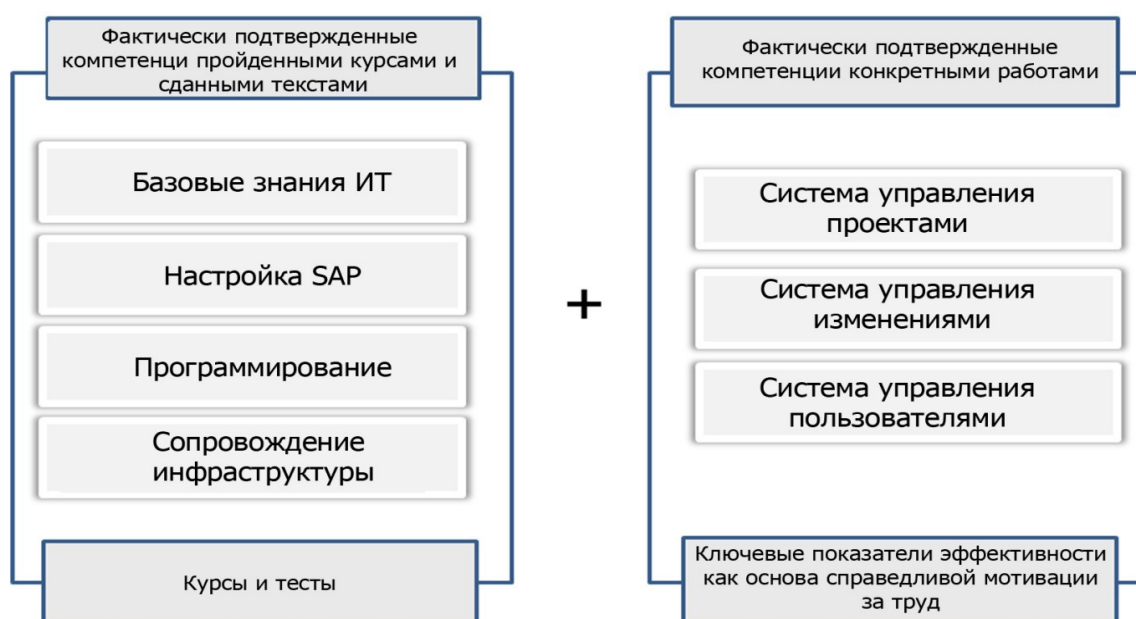 Фактически подтвержденные
компетенци пройденными курсами и
сданными текстами
Базовые знания ИТ
Настройка SAP
Программирование
Сопровождение
инфраструктуры
Курсы и тесты
+
Фактически подтвержденные
компетенции конкретными работами
Система управления
проектами
Система управления
изменениями
Система управления
пользователями
Ключевые показатели эффективности
как основа справедливой мотивации
за труд